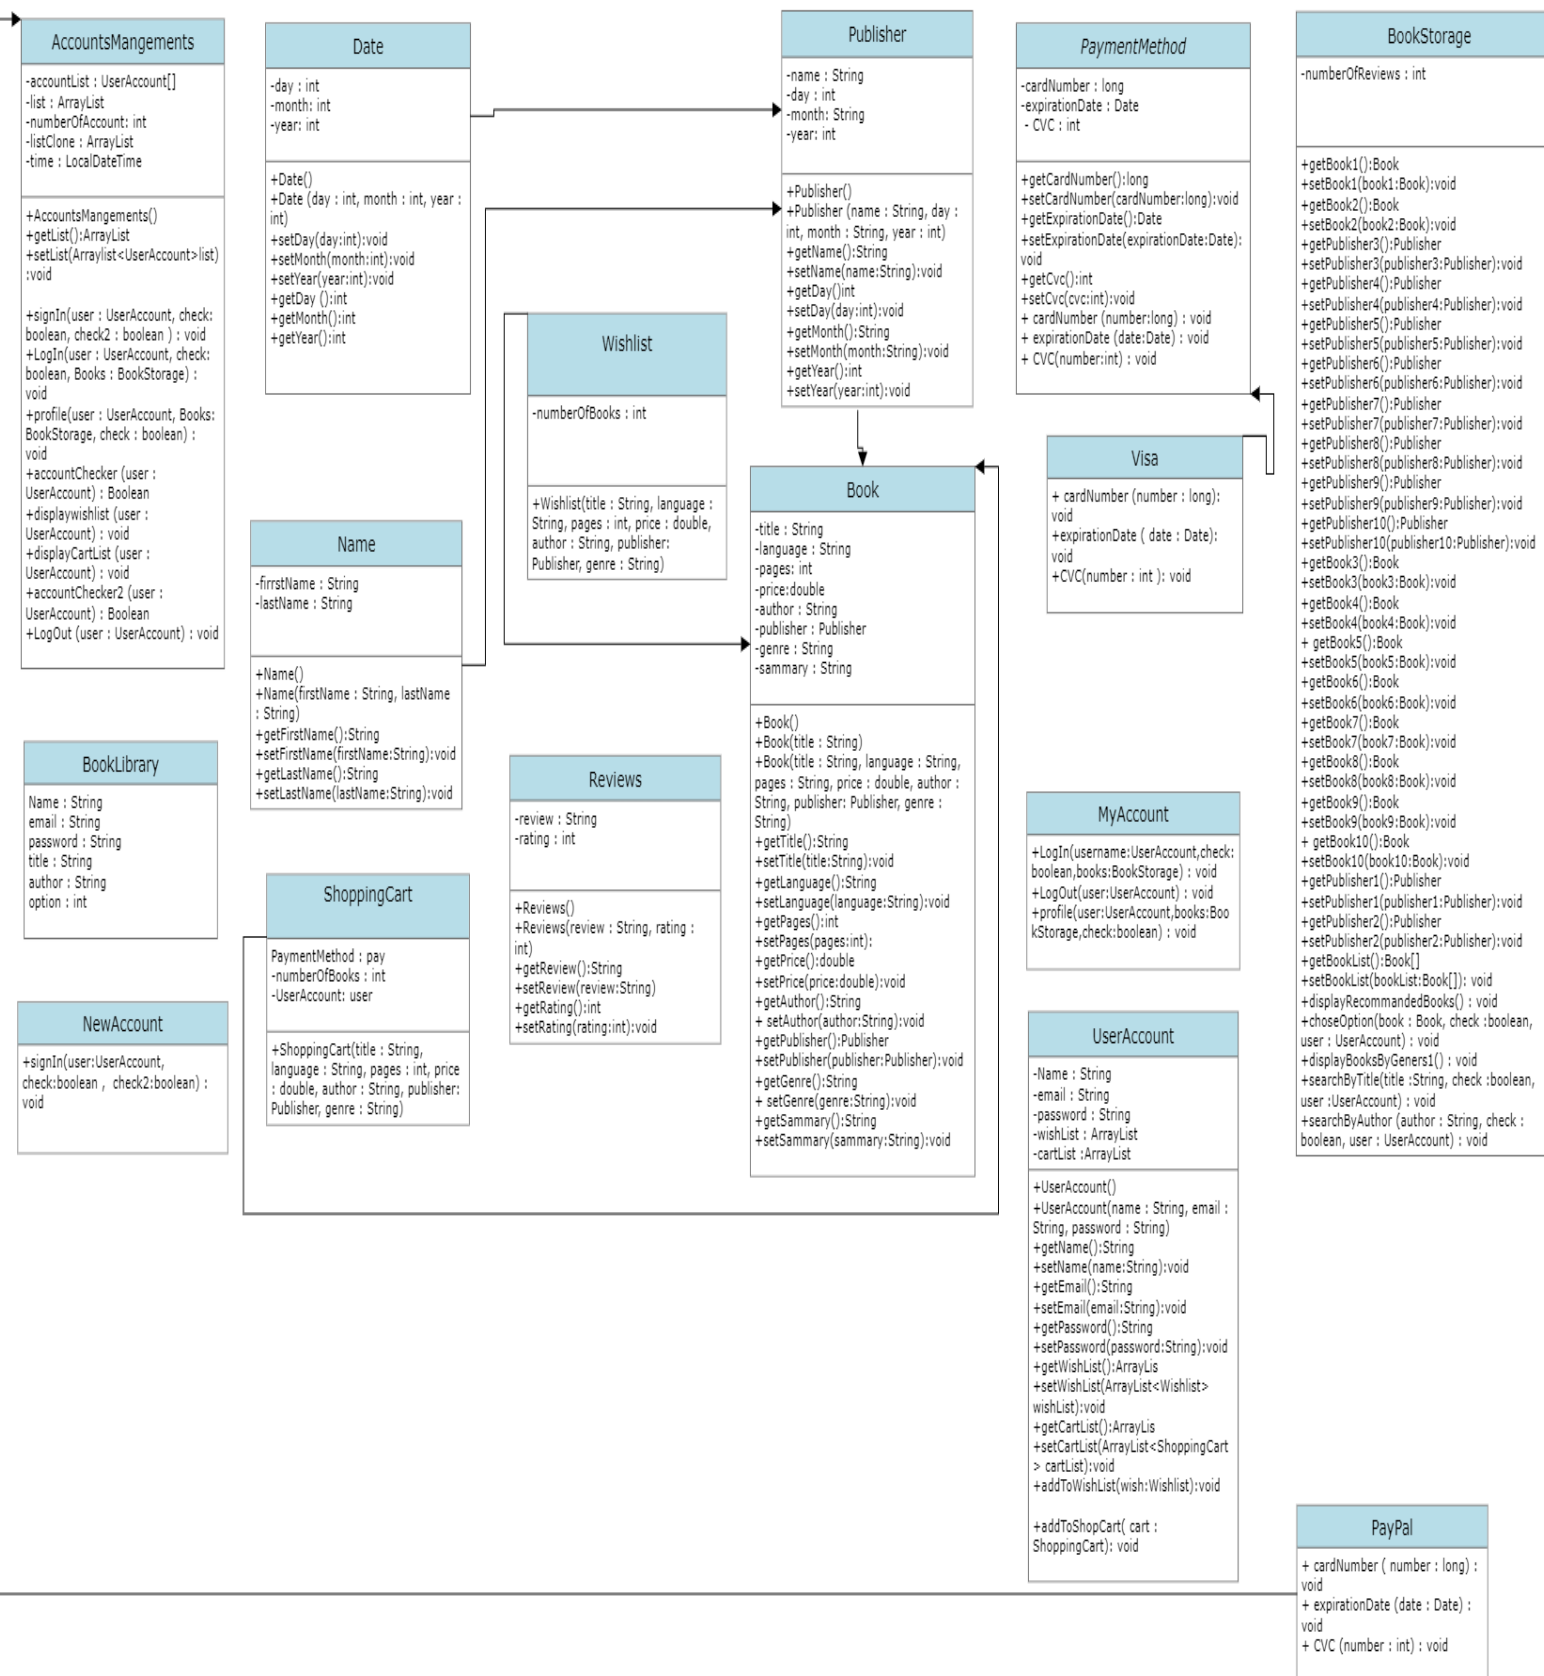 AccountsMangements
-accountList : UserAccount[]
-list : ArrayList
-numberOfAccount: int
-listClone : ArrayList
-time : LocalDateTime
+AccountsMangements()
+getList():ArrayList
+setList(Arraylist<UserAccount>list)
:void
+signIn(user : UserAccount, check:
boolean, check2 : boolean ) : void
+LogIn(user : UserAccount, check:
boolean, Books : BookStorage) :
void
+profile(user : UserAccount, Books:
BookStorage, check : boolean) :
void
+accountChecker (user :
UserAccount) : Boolean
+displaywishlist (user :
UserAccount) : void
+displayCartList (user :
UserAccount) : void
+accountChecker2 (user :
UserAccount) : Boolean
+LogOut (user : UserAccount) : void
BookLibrary
Name : String
email : String
password : String
title : String
author : String
option : int
NewAccount
+signIn(user:UserAccount,
check:boolean , check2:boolean) :
void
Date
-day : int
-month: int
-year: int
+Date()
+Date (day : int, month : int, year :
int)
+setDay(day:int):void
+setMonth(month:int):void
+setYear(year:int):void
+getDay ():int
+getMonth():int
+getYear():int
Name
-firrstName : String
-lastName : String
+Name()
+Name(firstName : String, lastName
: String)
+getFirstName():String
+setFirstName(firstName:String):void
+getLastName():String
+setLastName(lastName:String):void
ShoppingCart
PaymentMethod : pay
-numberOfBooks : int
-UserAccount: user
+ShoppingCart(title : String,
language : String, pages : int, price
: double, author : String, publisher:
Publisher, genre : String)
Wishlist
-numberOfBooks : int
+Wishlist(title : String, language :
String, pages : int, price : double,
author : String, publisher:
Publisher, genre : String)
Reviews
-review : String
-rating : int
+Reviews()
+Reviews(review : String, rating :
int)
+getReview():String
+setReview(review:String)
+getRating():int
+setRating(rating:int):void
Publisher
-name : String
-day : int
-month: String
-year: int
+Publisher()
+Publisher (name : String, day :
int, month : String, year : int)
+getName():String
+setName(name:String):void
+getDay()int
+setDay(day:int):void
+getMonth():String
+setMonth(month:String):void
+getYear():int
+setYear(year:int):void
Book
-title : String
-language : String
-pages: int
-price:double
-author : String
-publisher : Publisher
-genre : String
-sammary : String
+Book()
+Book(title : String)
+Book(title : String, language : String,
pages : String, price : double, author :
String, publisher: Publisher, genre :
String)
+getTitle():String
+setTitle(title:String):void
+getLanguage():String
+setLanguage(language:String):void
+getPages():int
+setPages(pages:int):
+getPrice():double
+setPrice(price:double):void
+getAuthor():String
+ setAuthor(author:String):void
+getPublisher():Publisher
+setPublisher(publisher:Publisher):void
+getGenre():String
+ setGenre(genre:String):void
+getSammary():String
+setSammary(sammary:String):void
PaymentMethod
-cardNumber : long
-expirationDate : Date
- CVC : int
+getCardNumber():long
+setCardNumber(cardNumber:long):void
+getExpirationDate():Date
+setExpirationDate(expirationDate:Date):
void
+getCvc():int
+setCvc(cvc:int):void
+ cardNumber (number:long) : void
+ expirationDate (date:Date) : void
+ CVC(number:int) : void
Visa
+ cardNumber (number : long):
void
+expirationDate ( date : Date):
void
+CVC(number : int ): void
MyAccount
+LogIn(username:UserAccount,check:
boolean,books:BookStorage) : void
+LogOut(user:UserAccount) : void
+profile(user:UserAccount,books:Boo
kStorage,check:boolean) : void
UserAccount
-Name : String
-email : String
-password : String
-wishList : ArrayList
-cartList :ArrayList
+UserAccount()
+UserAccount(name : String, email :
String, password : String)
+getName():String
+setName(name:String):void
+getEmail():String
+setEmail(email:String):void
+getPassword():String
+setPassword(password:String):void
+getWishList():ArrayLis
+setWishList(ArrayList<Wishlist>
wishList):void
+getCartList():ArrayLis
+setCartList(ArrayList<ShoppingCart
> cartList):void
+addToWishList(wish:Wishlist):void
+addToShopCart( cart :
ShoppingCart): void
BookStorage
-numberOfReviews : int
+getBook1():Book
+setBook1(book1:Book):void
+getBook2():Book
+setBook2(book2:Book):void
+getPublisher3():Publisher
+setPublisher3(publisher3:Publisher):void
+getPublisher4():Publisher
+setPublisher4(publisher4:Publisher):void
+getPublisher5():Publisher
+setPublisher5(publisher5:Publisher):void
+getPublisher6():Publisher
+setPublisher6(publisher6:Publisher):void
+getPublisher7():Publisher
+setPublisher7(publisher7:Publisher):void
+getPublisher8():Publisher
+setPublisher8(publisher8:Publisher):void
+getPublisher9():Publisher
+setPublisher9(publisher9:Publisher):void
+getPublisher10():Publisher
+setPublisher10(publisher10:Publisher):void
+getBook3():Book
+setBook3(book3:Book):void
+getBook4():Book
+setBook4(book4:Book):void
+ getBook5():Book
+setBook5(book5:Book):void
+getBook6():Book
+setBook6(book6:Book):void
+getBook7():Book
+setBook7(book7:Book):void
+getBook8():Book
+setBook8(book8:Book):void
+getBook9():Book
+setBook9(book9:Book):void
+ getBook10():Book
+setBook10(book10:Book):void
+getPublisher1():Publisher
+setPublisher1(publisher1:Publisher):void
+getPublisher2():Publisher
+setPublisher2(publisher2:Publisher):void
+getBookList():Book[]
+setBookList(bookList:Book[]): void
+displayRecommandedBooks() : void
+choseOption(book : Book, check :boolean,
user : UserAccount) : void
+displayBooksByGeners1() : void
+searchByTitle(title :String, check :boolean,
user :UserAccount) : void
+searchByAuthor (author : String, check :
boolean, user : UserAccount) : void
PayPal
+ cardNumber ( number : long) :
void
+ expirationDate (date : Date) :
void
+ CVC (number : int) : void